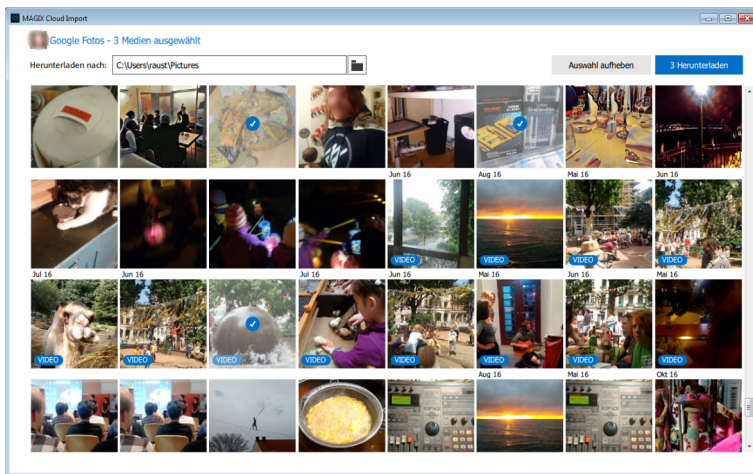 MAGIX Cloud Import
Google Fotos - 3 Medien ausgewählt
Herunterladen nach: C:\Users\raust\Pictures
Auswahl aufheben
3 Herunterladen
Jun 16 Aug 16 Mai 16 Jun 16
VIDEO VIDEO VIDEO VIDEO
Jul 16 Jun 16 Jul 16 Jun 16 Mai 16 Jun 16 Mai 16
VIDEO VIDEO VIDEO VIDEO VIDEO VIDEO VIDEO VIDEO
Aug 16 Mai 16 Okt 16